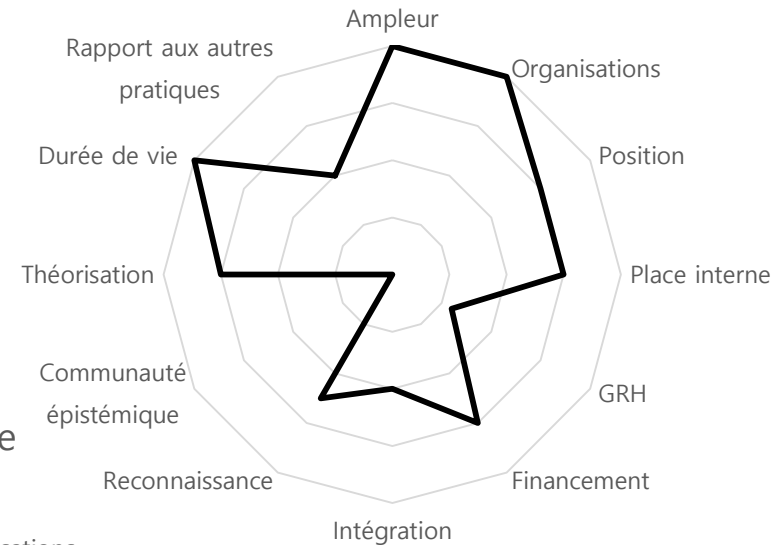 Ampleur
Rapport aux autres
pratiques
Organisations
Durée de vie
Position
Théorisation
Place interne
Communauté
épistémique
GRH
e
Reconnaissance
Financement
Intégration